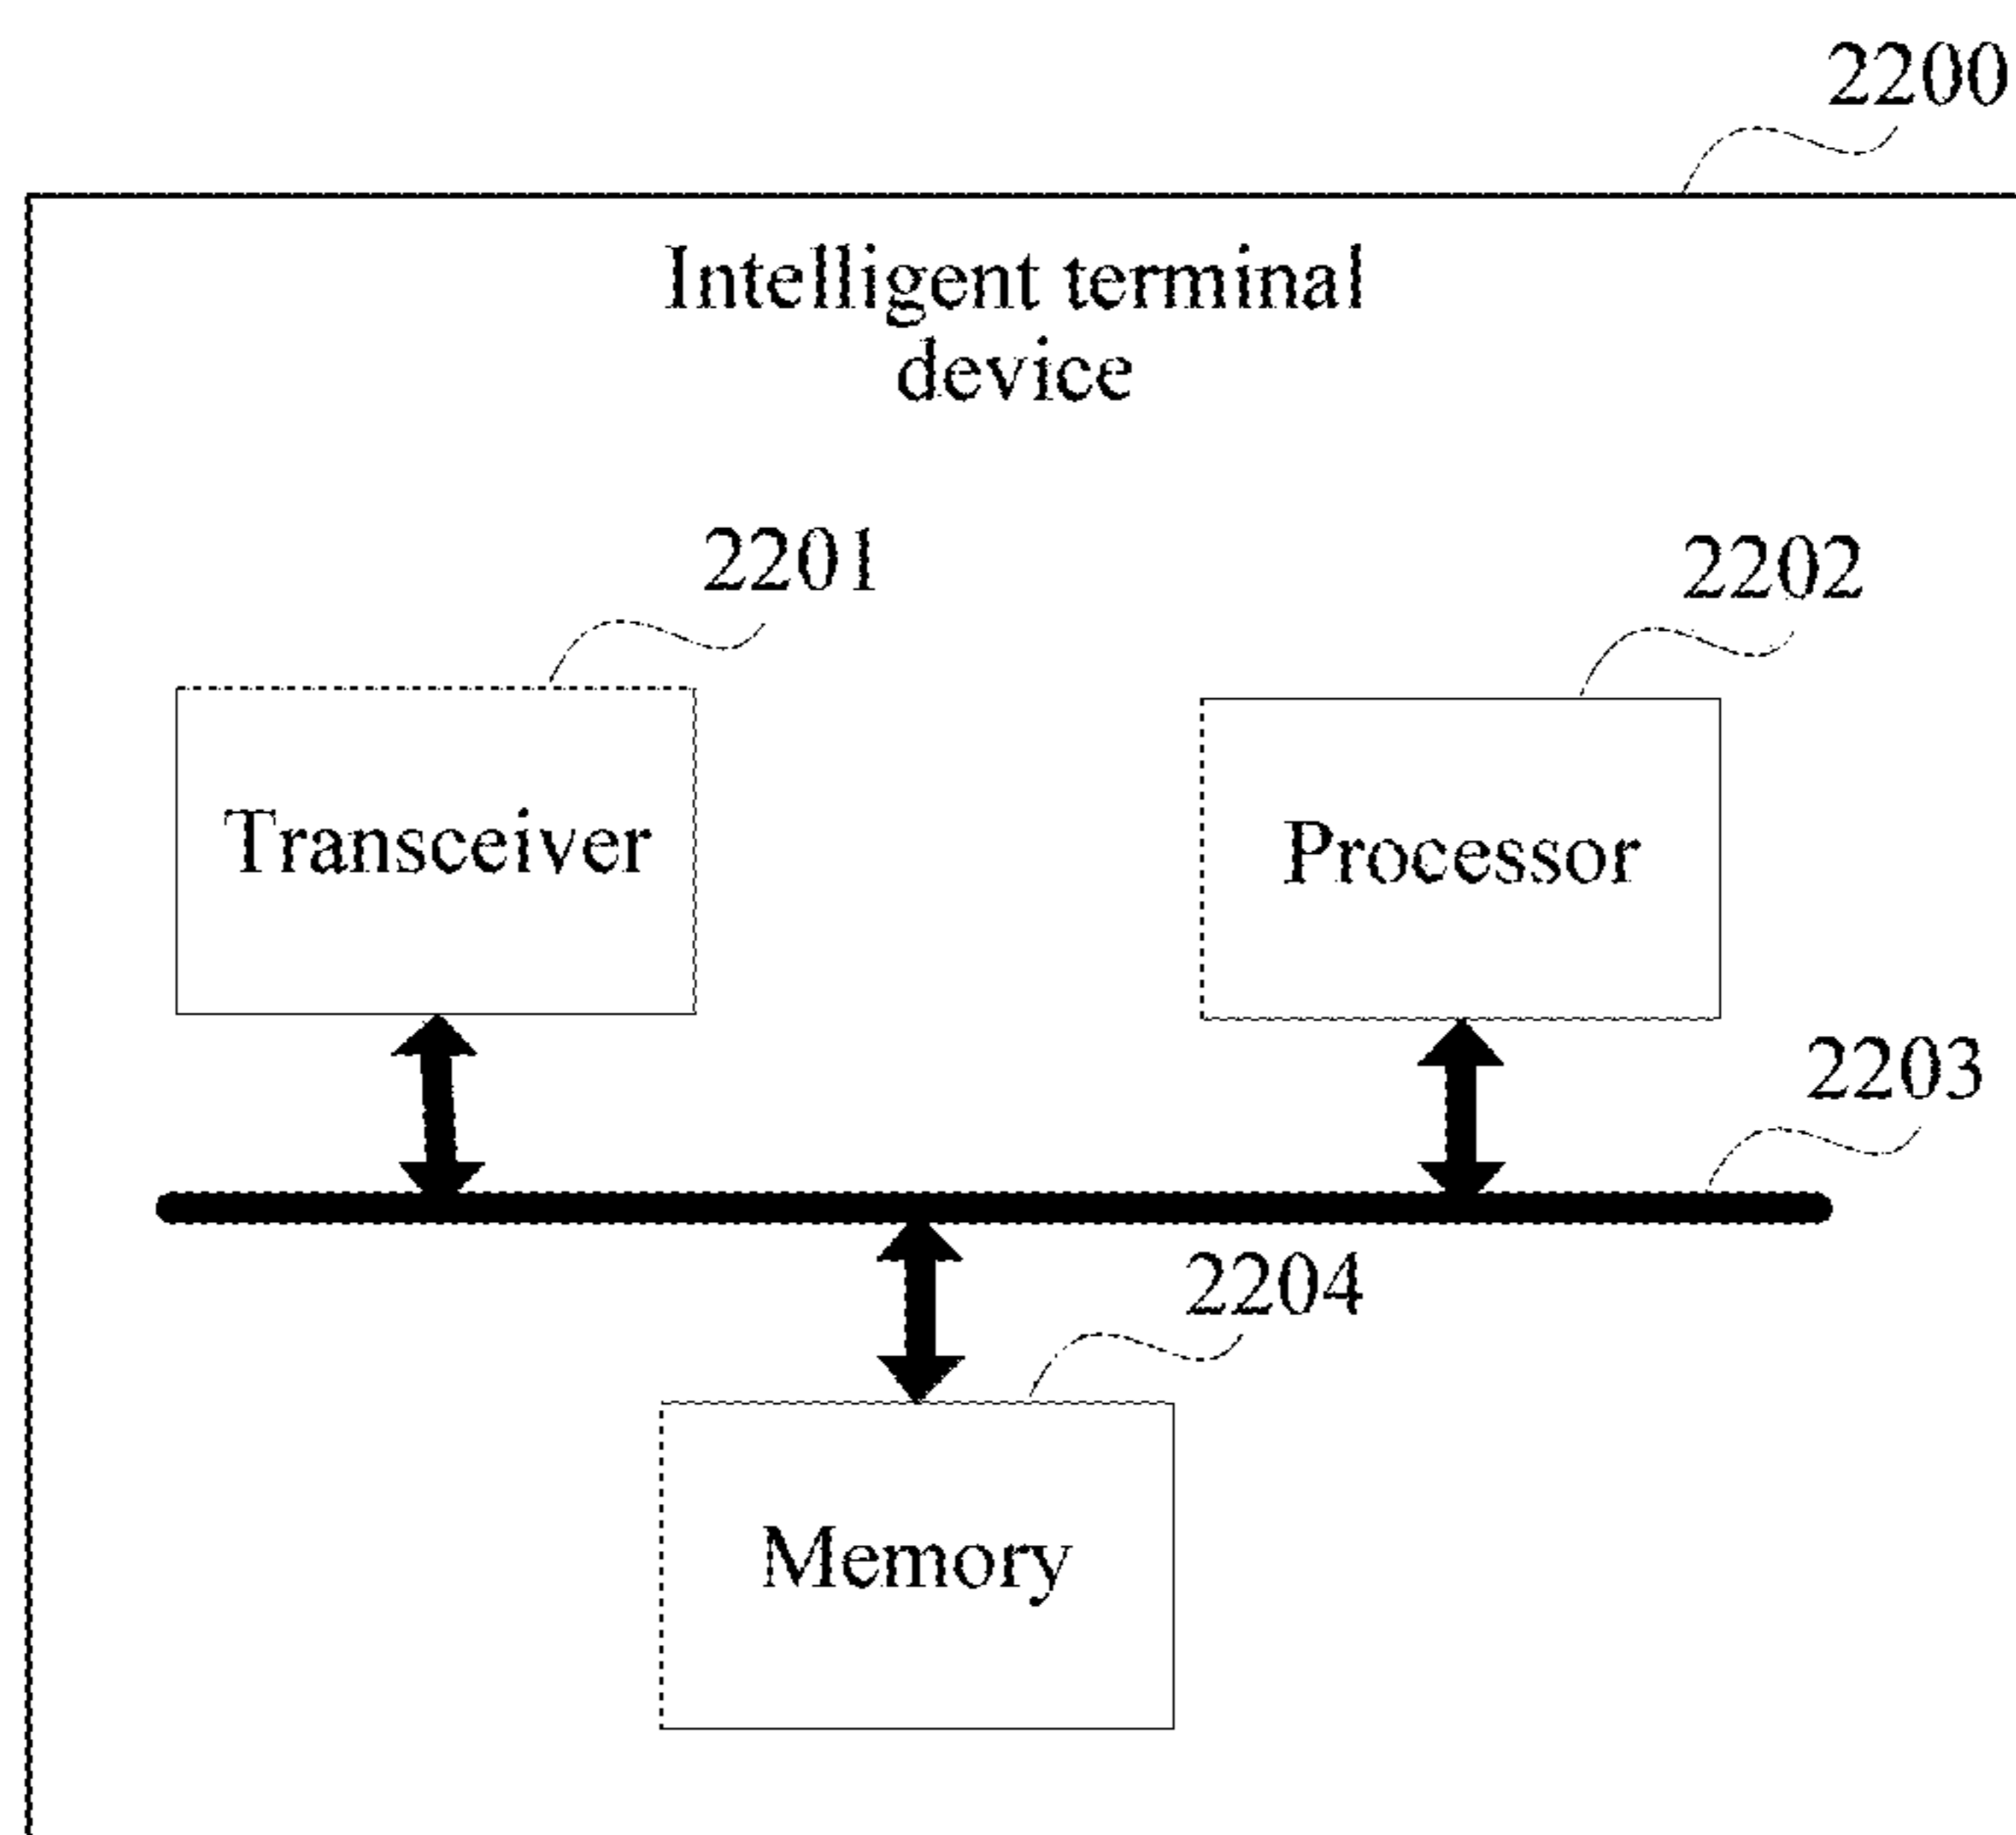 2200
Intelligent terminal
device
2201
2202
Transceiver
Processor
2203
2204
Memory